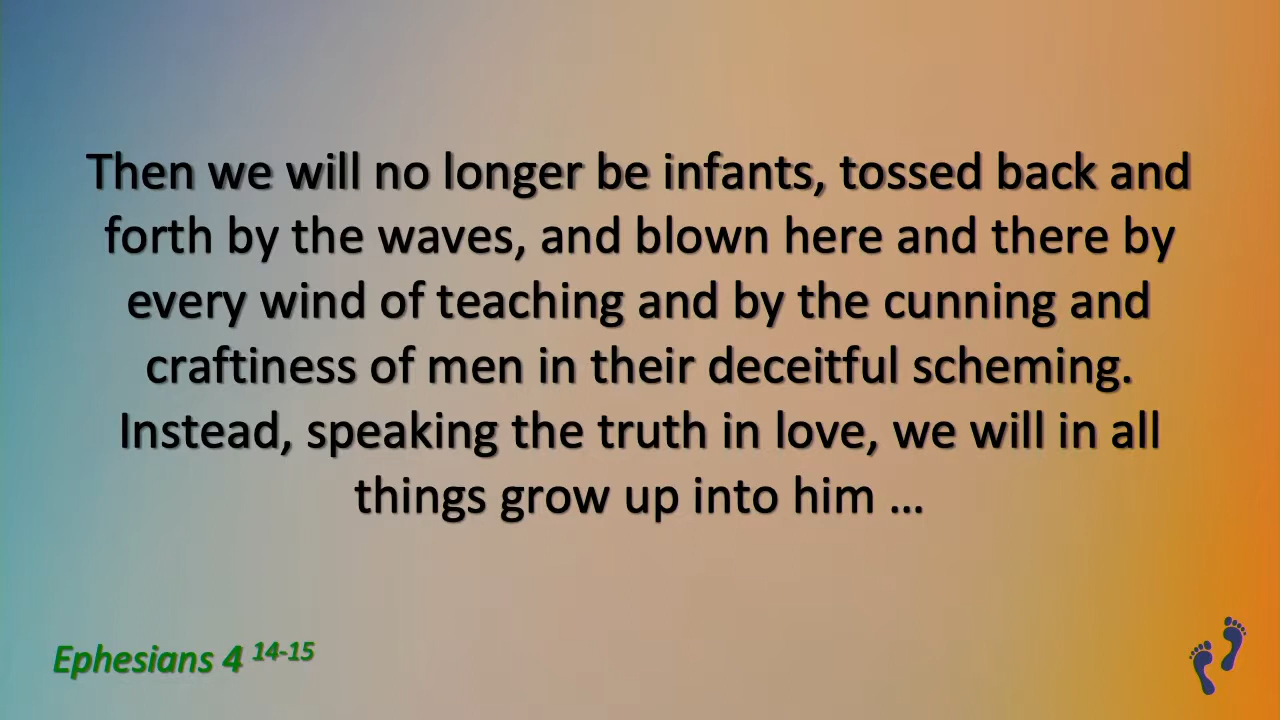 Then we will no longer be infants, tossed back and
forth by the waves, and blown here and there by
every wind of teaching and by the cunning and
craftiness of men in their deceitful scheming.
Instead, speaking the truth in love, we will in all
things grow up into him ...
Ephesians 4 14-15